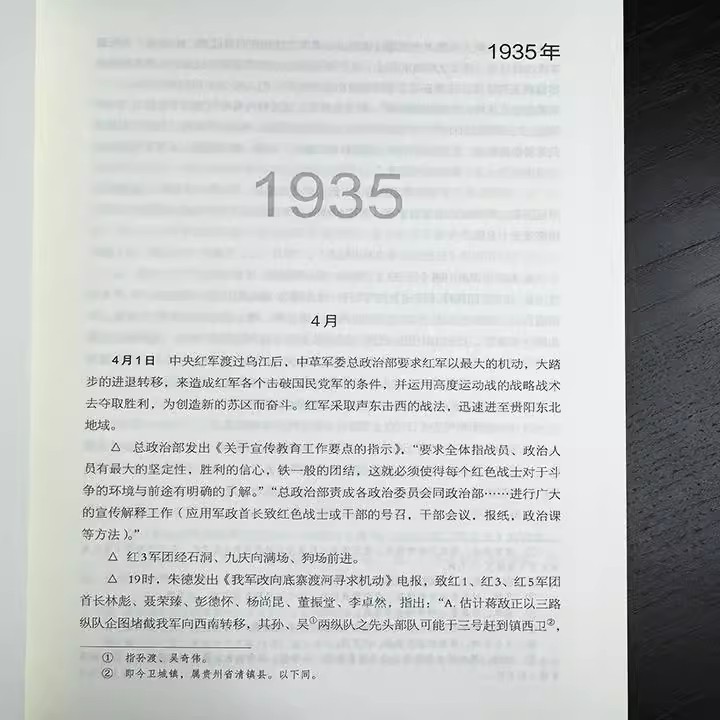 1935年
1935
4月
4月1日 中央红军渡过乌江后，中革军委总政治部要求红军以最大的机动，大踏
步的进退转移，来造成红军各个击破国民党军的条件，并运用高度运动战的战略战术
去夺取胜利，为创造新的苏区而奋斗。红军采取声东击西的战法，迅速进至贵阳东北
地域。
△ 总政治部发出《关于宣传教育工作要点的指示》，“要求全体指战员、政治人
员有最大的坚定性，胜利的信心，铁一般的团结，这就必须使得每个红色战士对于斗
争的环境与前途有明确的了解。”“总政治部责成各政治委员会同政治部……进行广大
的宣传解释工作（应用军政首长致红色战士或干部的号召，干部会议，报纸，政治课
等方法）。”
△ 红3军团经石洞、九庆向满场、狗场前进。
△ 19时，朱德发出《我军改向底寨渡河寻求机动》电报，致红1、红3、红5军团
首长林彪、聂荣臻、彭德怀、杨尚昆、董振堂、李卓然，指出：“A.估计蒋敌正以三路
纵队企图堵截我军向西南转移，其孙、吴①两纵队之先头部队可能于三号赶到镇西卫②，
① 指孙渡、吴奇伟。
② 即今卫城镇，属贵州省清镇县。以下同。